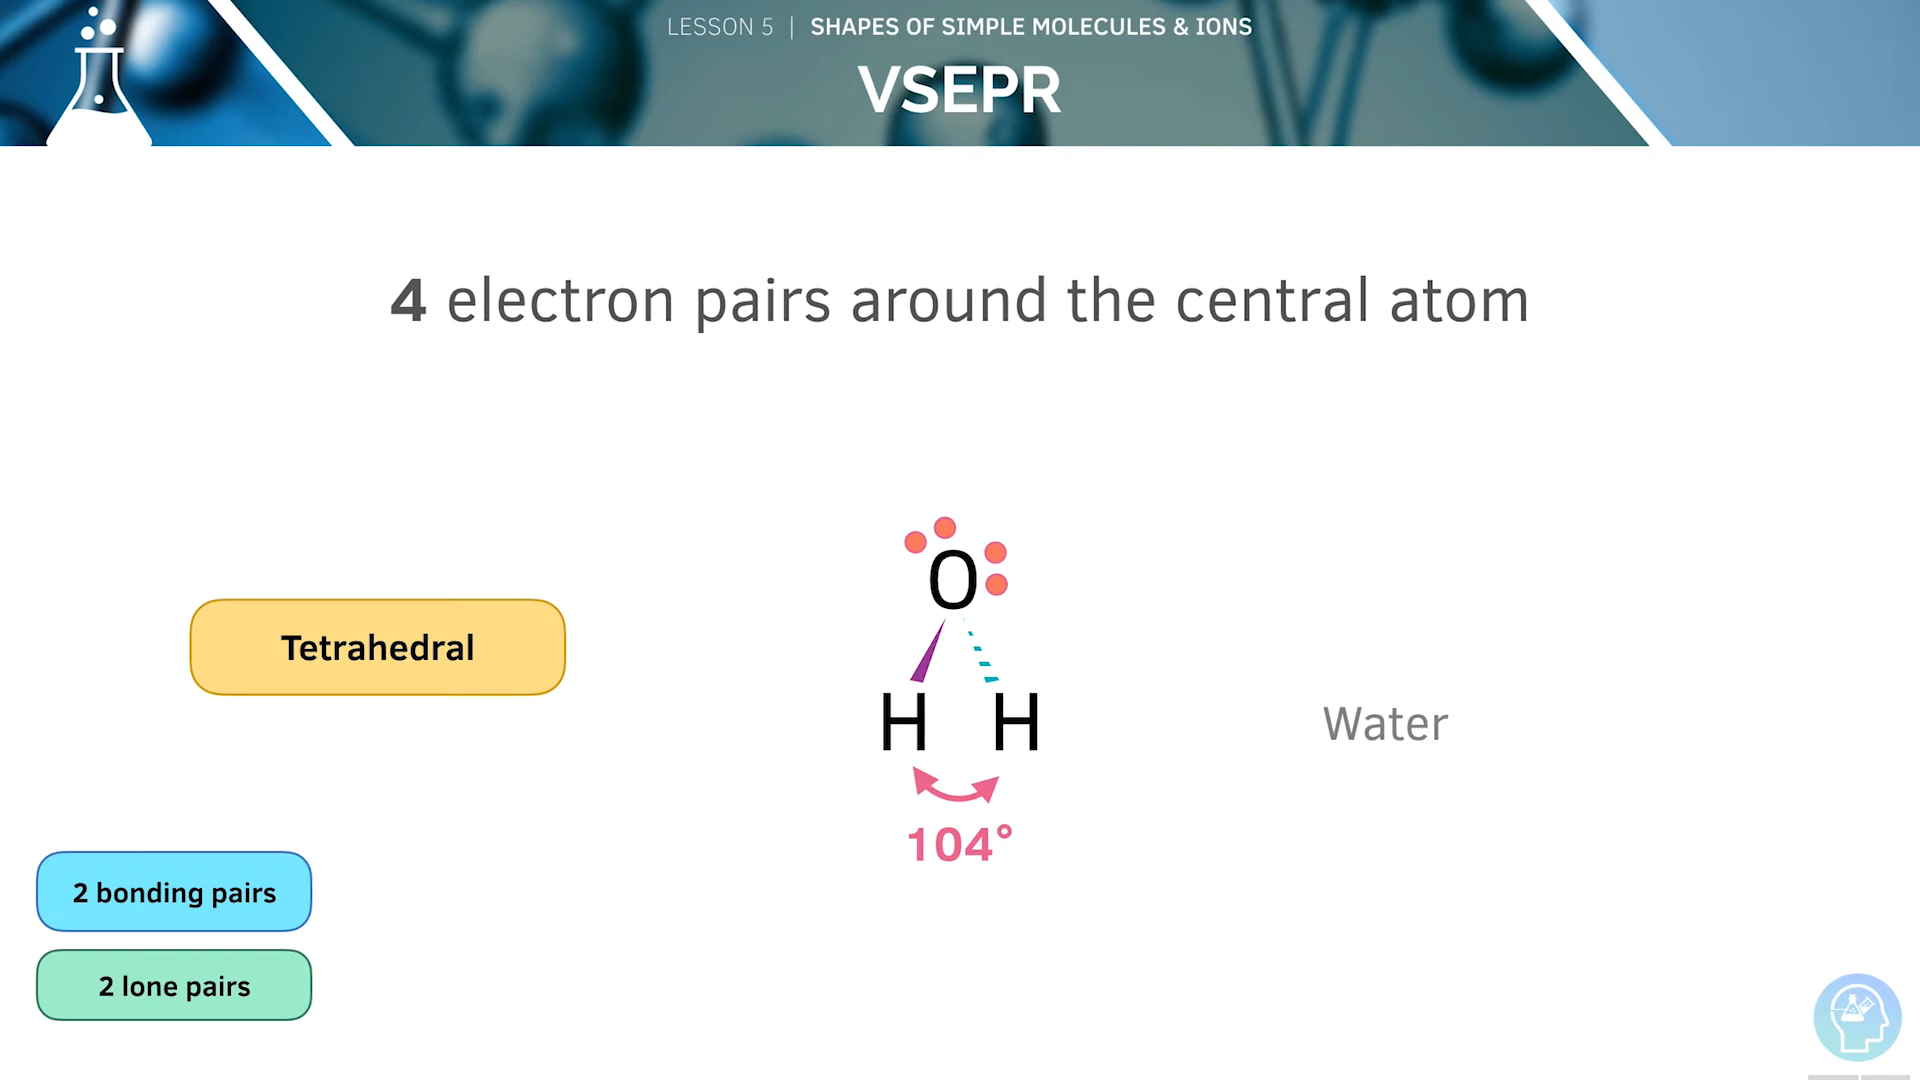 LESSON 5 | SHAPES OF SIMPLE MOLECULES & IONS
VSEPR
4 electron pairs around the central atom
O
Tetrahedral
H H
Water
104°
2 bonding pairs
2 lone pairs